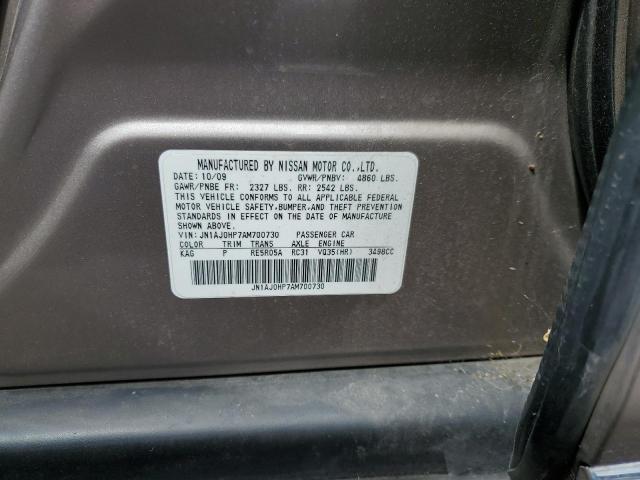 MANUFACTURED BY NISSAN MOTOR CO.,LTD.
DATE: 10/09 GVWR/PNBV: 4860 LBS.
GAWR/PNBE FR: 2327 LBS. RR: 2542 LBS.
THIS VEHICLE CONFORMS TO ALL APPLICABLE FEDERAL
MOTOR VEHICLE SAFETY,BUMPER,AND THEFT PREVENTION
STANDARDS IN EFFECT ON THE DATE OF MANUFACTURE
SHOWN ABOVE.
VIN: JN1AJ0HP7AM700730 PASSENGER CAR
COLOR TRIM TRANS AXLE ENGINE
KAG P RE5R05A RC31 VQ35(HR) 3498CC
JN1AJ0HP7AM700730